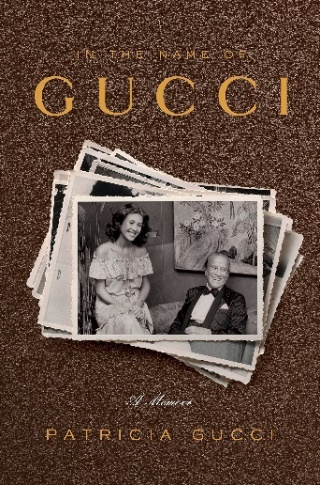 IN THE NAME OF
GUCCI
A Memoir
PATRICIA GUCCI